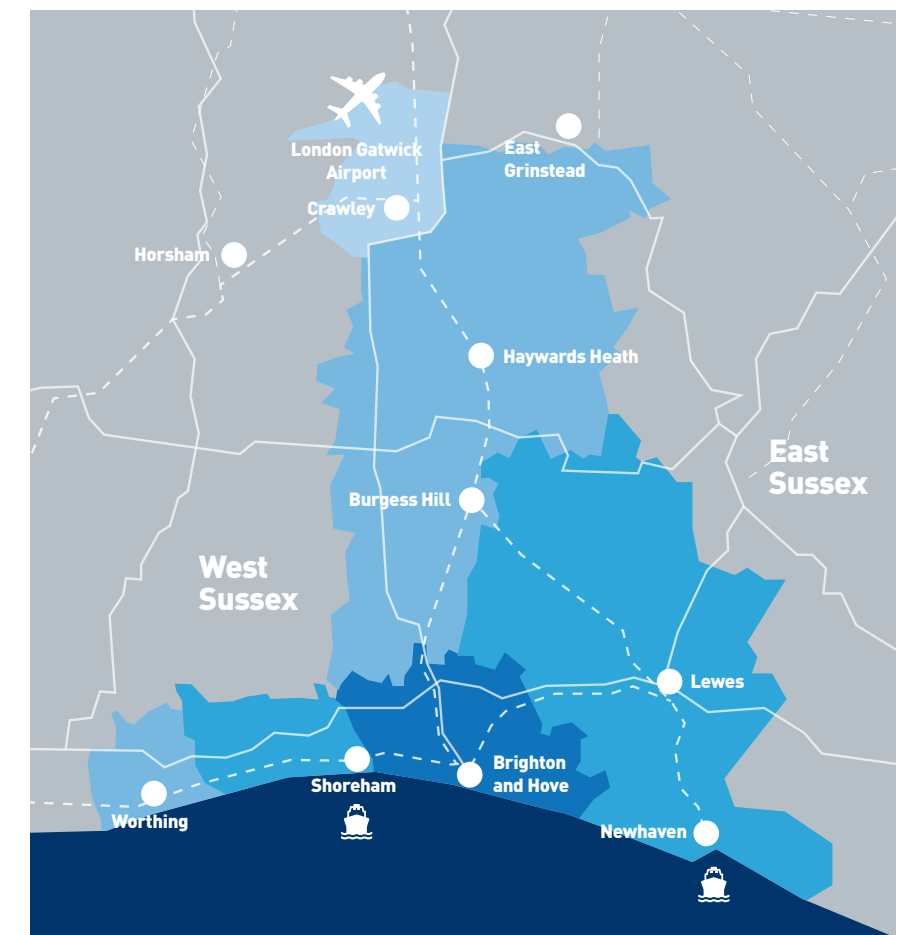 London Gatwick
Airport
East
Grinstead
Crawley
Horsham
Haywards Heath
East
Sussex
Burgess Hill
West
Sussex
Lewes
Brighton
and Hove
Shoreham
Worthing
Newhaven